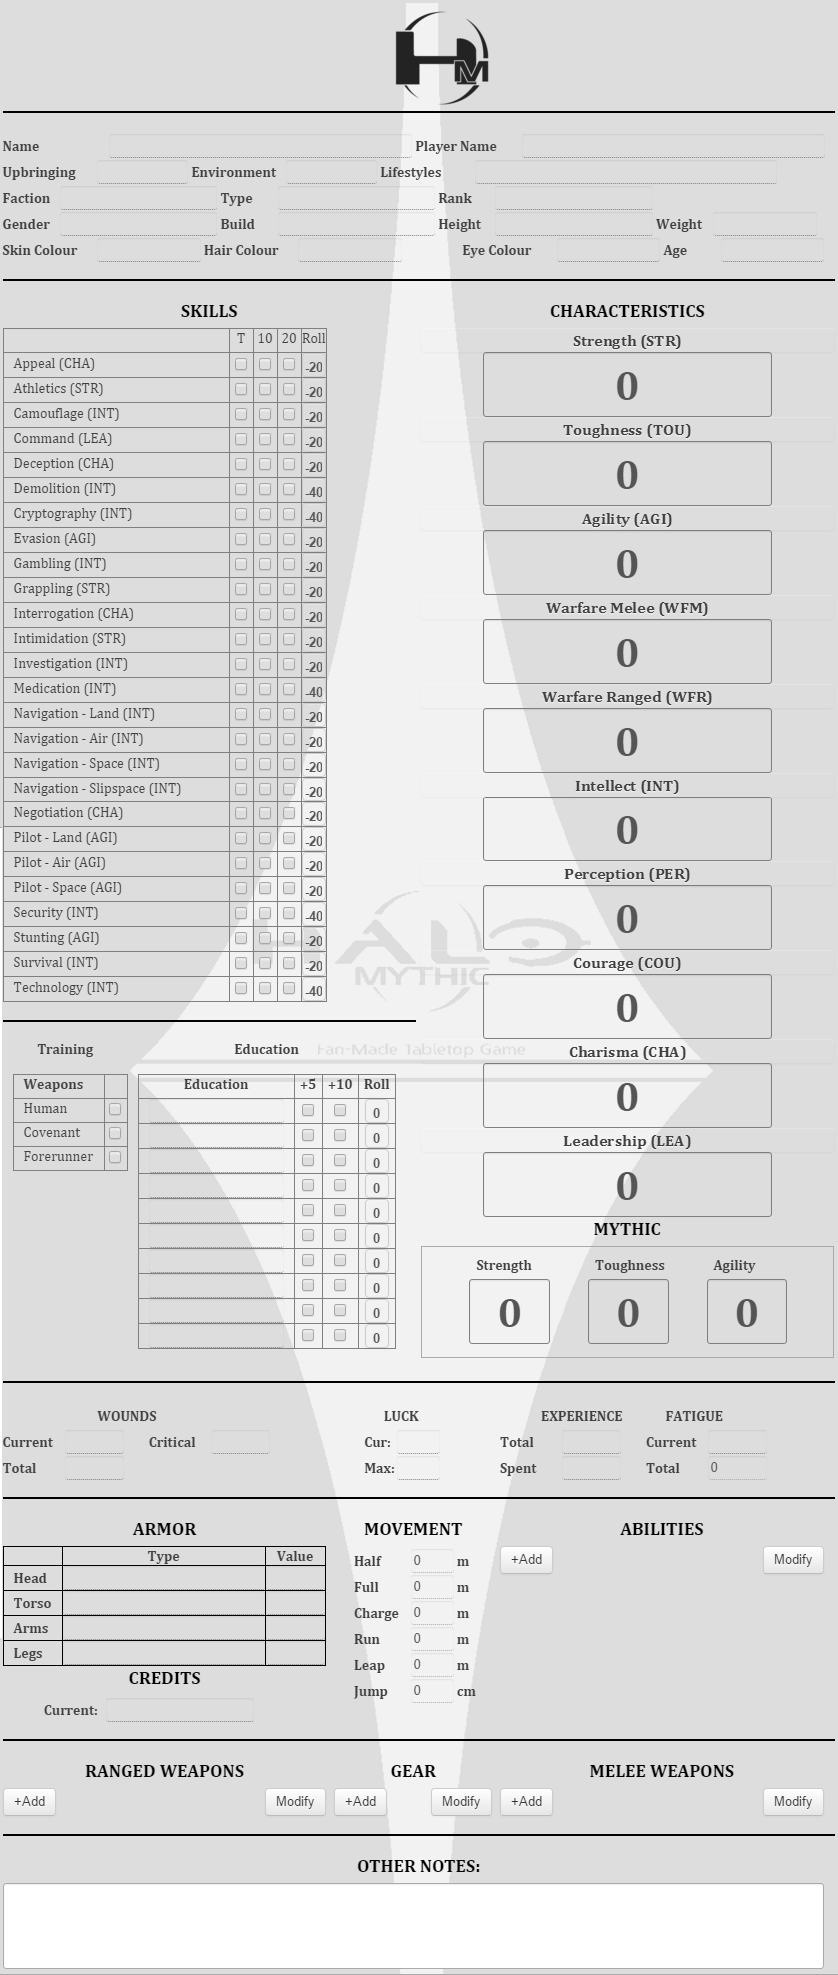 HM
Name Player Name
Upbringing Environment Lifestyles
Faction Type Rank
Gender Build Height Weight
Skin Colour Hair Colour Eye Colour Age
SKILLS
T 10 20 Roll
Appeal (CHA) -20
Athletics (STR) -20
Camouflage (INT) -20
Command (LEA) -20
Deception (CHA) -20
Demolition (INT) -40
Cryptography (INT) -40
Evasion (AGI) -20
Gambling (INT) -20
Grappling (STR) -20
Interrogation (CHA) -20
Intimidation (STR) -20
Investigation (INT) -20
Medication (INT) -40
Navigation - Land (INT) -20
Navigation - Air (INT) -20
Navigation - Space (INT) -20
Navigation - Slipspace (INT) -20
Negotiation (CHA) -20
Pilot - Land (AGI) -20
Pilot - Air (AGI) -20
Pilot - Space (AGI) -20
Security (INT) -40
Stunting (AGI) -20
Survival (INT) -20
Technology (INT) -40
CHARACTERISTICS
Strength (STR)
0
Toughness (TOU)
0
Agility (AGI)
0
Warfare Melee (WFM)
0
Warfare Ranged (WFR)
0
Intellect (INT)
0
Perception (PER)
0
Courage (COU)
0
Charisma (CHA)
0
Leadership (LEA)
0
HALO
MYTHIC
Fan-Made Tabletop Game
Training
Weapons
Human
Covenant
Forerunner
Education
Education +5 +10 Roll
0
0
0
0
0
0
0
0
0
0
MYTHIC
Strength Toughness Agility
0 0 0
WOUNDS LUCK EXPERIENCE FATIGUE
Current Critical Cur: Total Current
Total Max: Spent Total 0
ARMOR
Type Value
Head
Torso
Arms
Legs
CREDITS
Current:
MOVEMENT
Half 0 m
Full 0 m
Charge 0 m
Run 0 m
Leap 0 m
Jump 0 cm
ABILITIES
+Add Modify
RANGED WEAPONS GEAR MELEE WEAPONS
+Add Modify +Add Modify +Add Modify
OTHER NOTES: